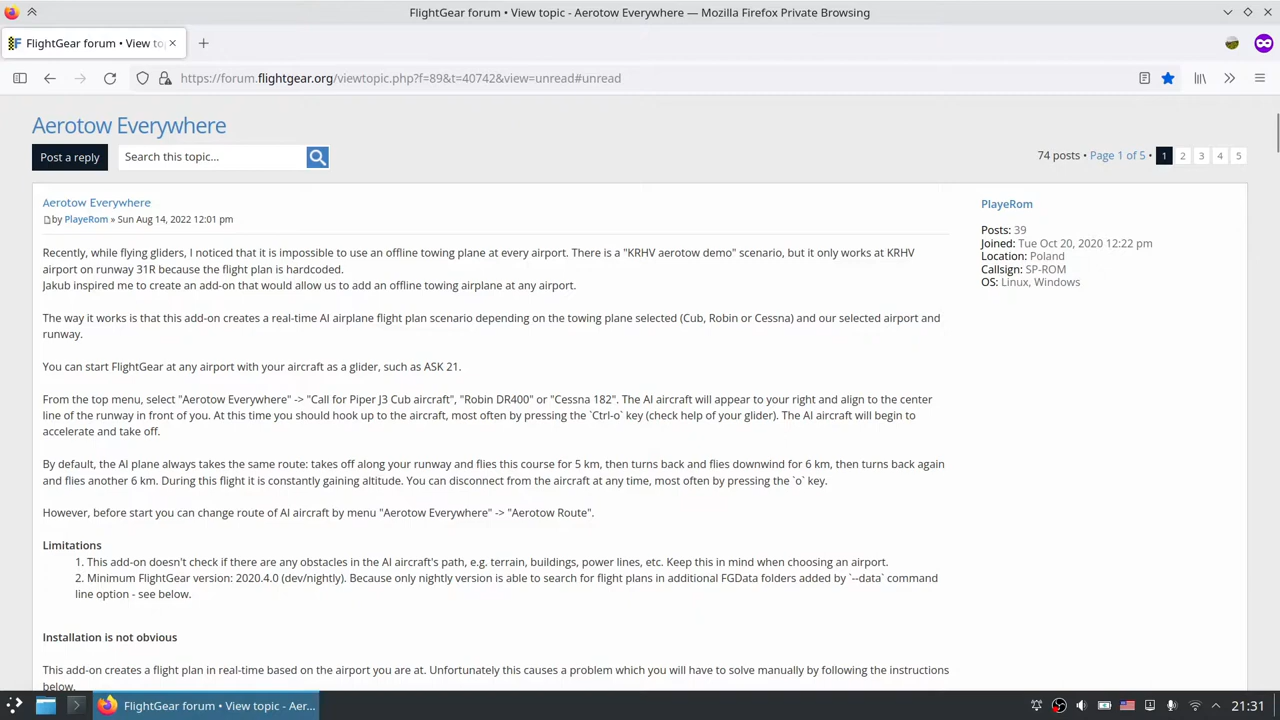 FlightGear forum • View topic - Aerotow Everywhere — Mozilla Firefox Private Browsing
FlightGear forum • View to
https://forum.flightgear.org/viewtopic.php?f=89&t=40742&view=unread#unread
Aerotow Everywhere
Post a reply
Search this topic...
74 posts • Page 1 of 5 • 1 2 3 4 5
Aerotow Everywhere
by PlayeRom » Sun Aug 14, 2022 12:01 pm
PlayeRom
Posts: 39
Joined: Tue Oct 20, 2020 12:22 pm
Location: Poland
Callsign: SP-ROM
OS: Linux, Windows
Recently, while flying gliders, I noticed that it is impossible to use an offline towing plane at every airport. There is a "KRHV aerotow demo" scenario, but it only works at KRHV
airport on runway 31R because the flight plan is hardcoded.
Jakub inspired me to create an add-on that would allow us to add an offline towing airplane at any airport.
The way it works is that this add-on creates a real-time AI airplane flight plan scenario depending on the towing plane selected (Cub, Robin or Cessna) and our selected airport and
runway.
You can start FlightGear at any airport with your aircraft as a glider, such as ASK 21.
From the top menu, select "Aerotow Everywhere" -> "Call for Piper J3 Cub aircraft", "Robin DR400" or "Cessna 182". The AI aircraft will appear to your right and align to the center
line of the runway in front of you. At this time you should hook up to the aircraft, most often by pressing the `Ctrl-o` key (check help of your glider). The AI aircraft will begin to
accelerate and take off.
By default, the AI plane always takes the same route: takes off along your runway and flies this course for 5 km, then turns back and flies downwind for 6 km, then turns back again
and flies another 6 km. During this flight it is constantly gaining altitude. You can disconnect from the aircraft at any time, most often by pressing the `o` key.
However, before start you can change route of AI aircraft by menu "Aerotow Everywhere" -> "Aerotow Route".
Limitations
1. This add-on doesn't check if there are any obstacles in the AI aircraft's path, e.g. terrain, buildings, power lines, etc. Keep this in mind when choosing an airport.
2. Minimum FlightGear version: 2020.4.0 (dev/nightly). Because only nightly version is able to search for flight plans in additional FGData folders added by `--data` command
line option - see below.
Installation is not obvious
This add-on creates a flight plan in real-time based on the airport you are at. Unfortunately this causes a problem which you will have to solve manually by following the instructions
below.
FlightGear forum • View topic - Aer...
21:31